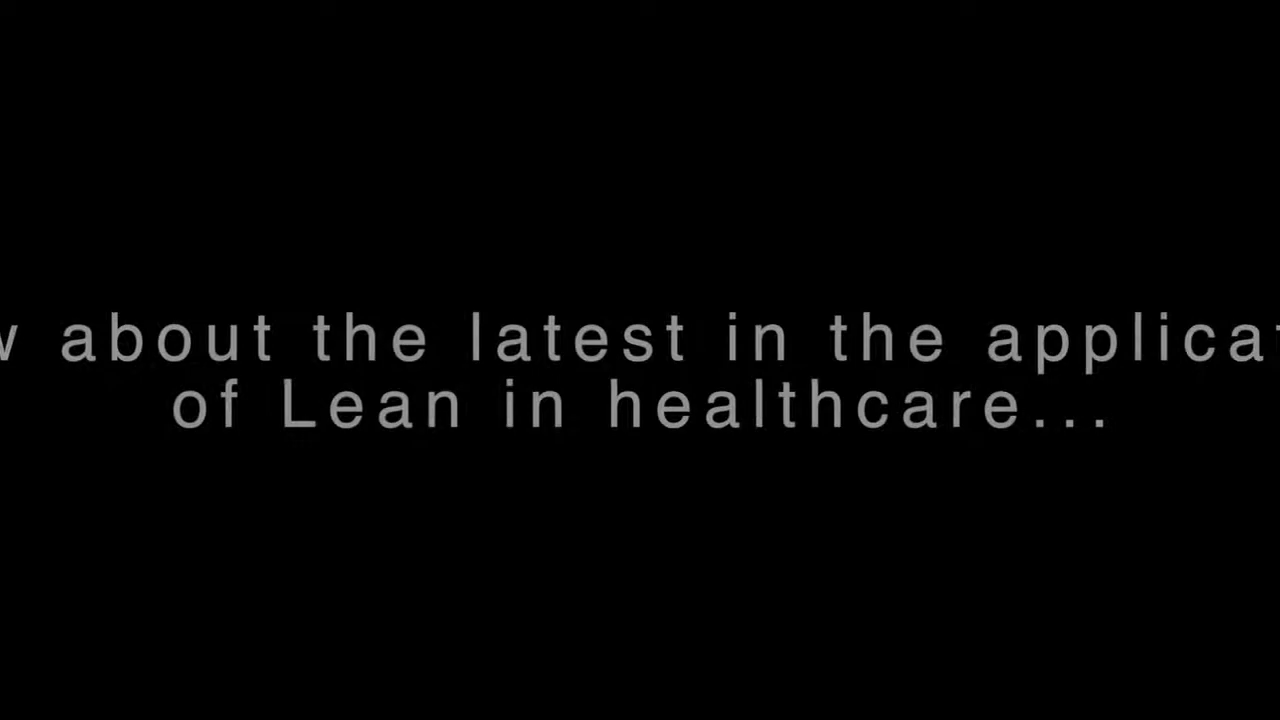 about the latest in the
of Lean in healthcare...